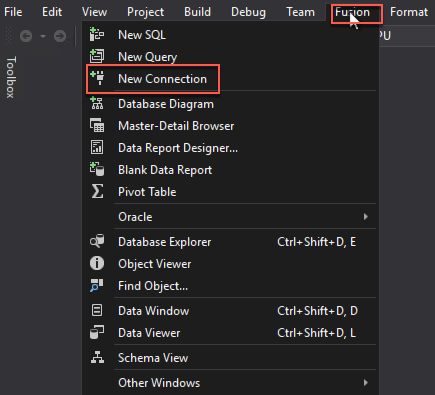 File Edit View Project Build Debug Team Fusion Format
PU
Toolbox
New SQL
New Query
New Connection
Database Diagram
Master-Detail Browser
Data Report Designer...
Blank Data Report
Pivot Table
Oracle
Database Explorer Ctrl+Shift+D, E
Object Viewer
Find Object...
Data Window Ctrl+Shift+D, D
Data Viewer Ctrl+Shift+D, L
Schema View
Other Windows